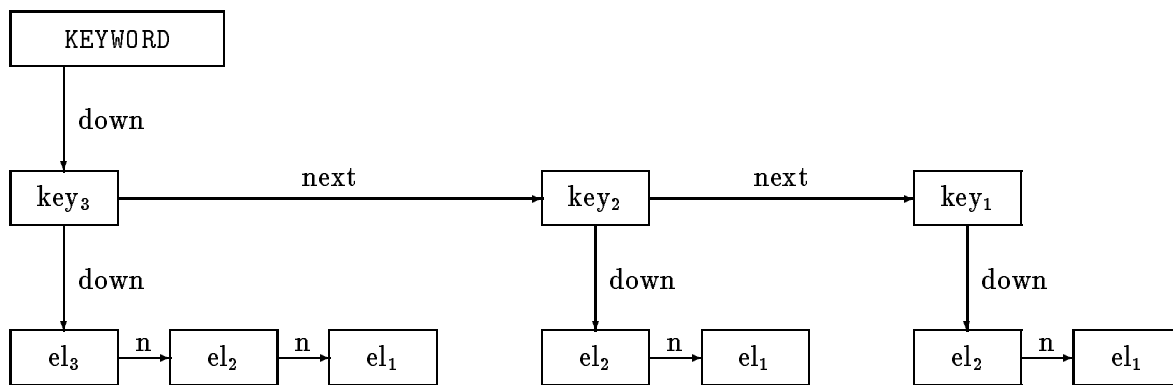 KEYWORD
down
next next
key₃ key₂ key₁
down down down
n n n n
el₃ el₂ el₁ el₂ el₁ el₂ el₁